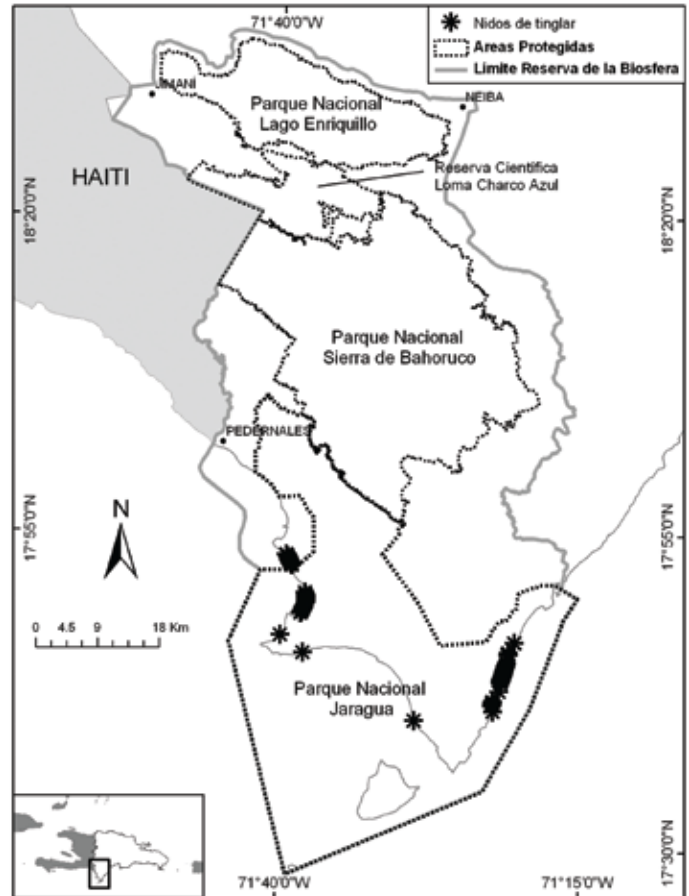 71°40'0"W
Nidos de tinglar
Areas Protegidas
Límite Reserva de la Biosfera
JIMANÍ
NEIBA
Parque Nacional
Lago Enriquillo
HAITI
Reserva Científica
Loma Charco Azul
18°20'0"N
18°20'0"N
Parque Nacional
Sierra de Bahoruco
PEDERNALES
N
17°55'0"N
17°55'0"N
0 4.5 9 18 Km
Parque Nacional
Jaragua
17°30'0"N
71°40'0"W
71°15'0"W